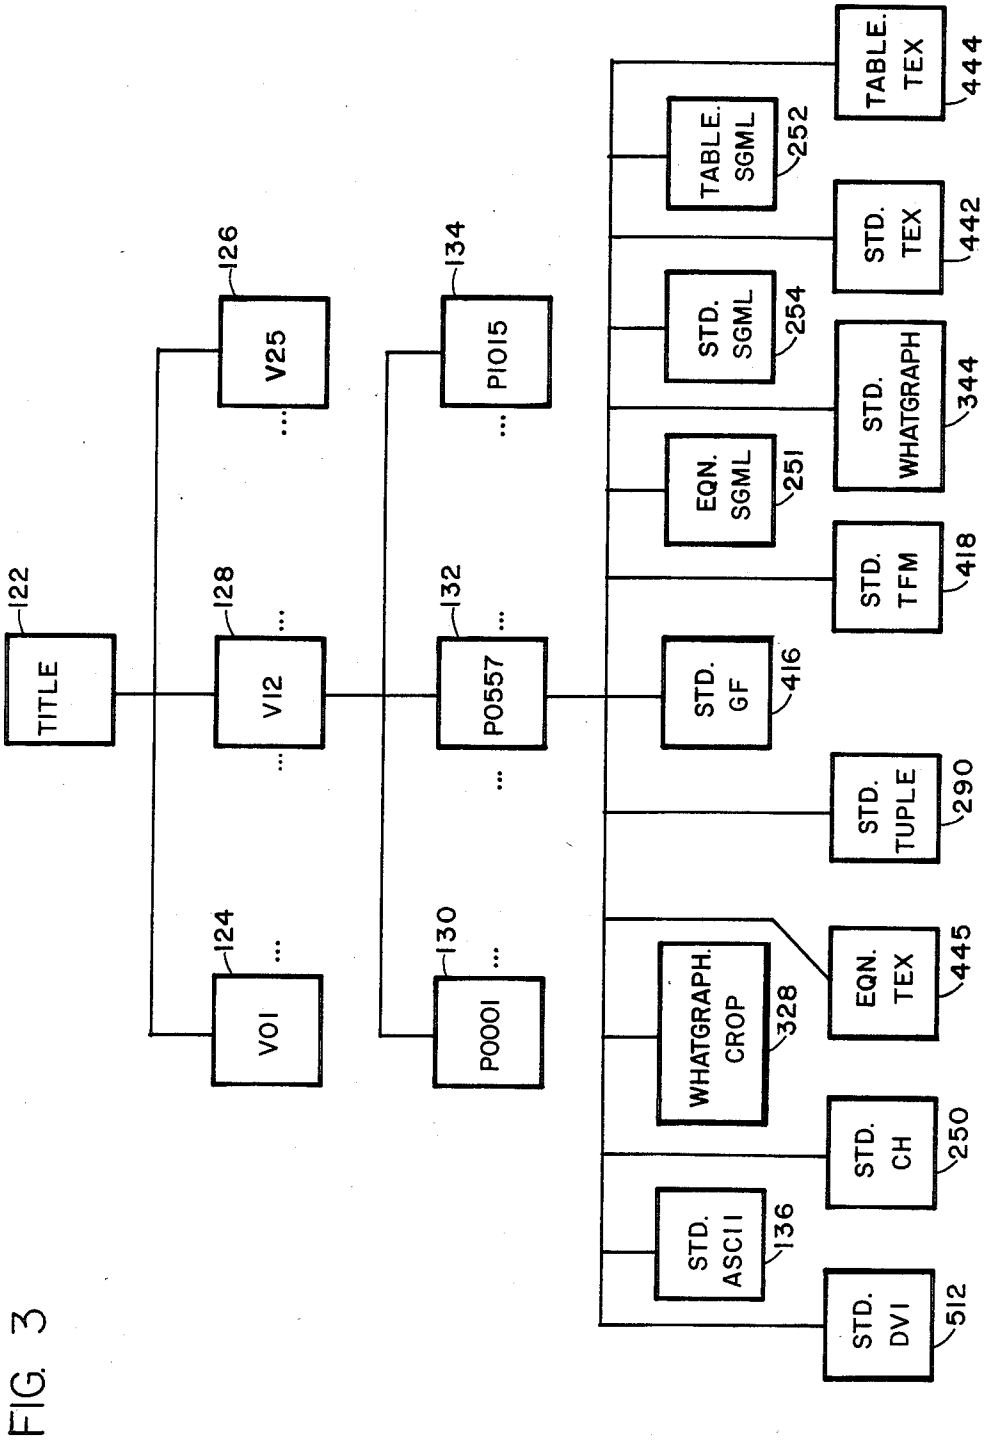 FIG. 3
TITLE
122
V01
124
...
...
V12
128
...
...
V25
126
P0001
130
...
...
P0557
132
...
...
P1015
134
STD.
DVI
512
STD.
ASCII
136
STD.
CH
250
WHATGRAPH.
CROP
328
EQN.
TEX
445
STD.
TUPLE
290
STD.
GF
416
STD.
TFM
418
EQN.
SGML
251
STD.
WHATGRAPH
344
STD.
SGML
254
STD.
TEX
442
TABLE.
SGML
252
TABLE.
TEX
444